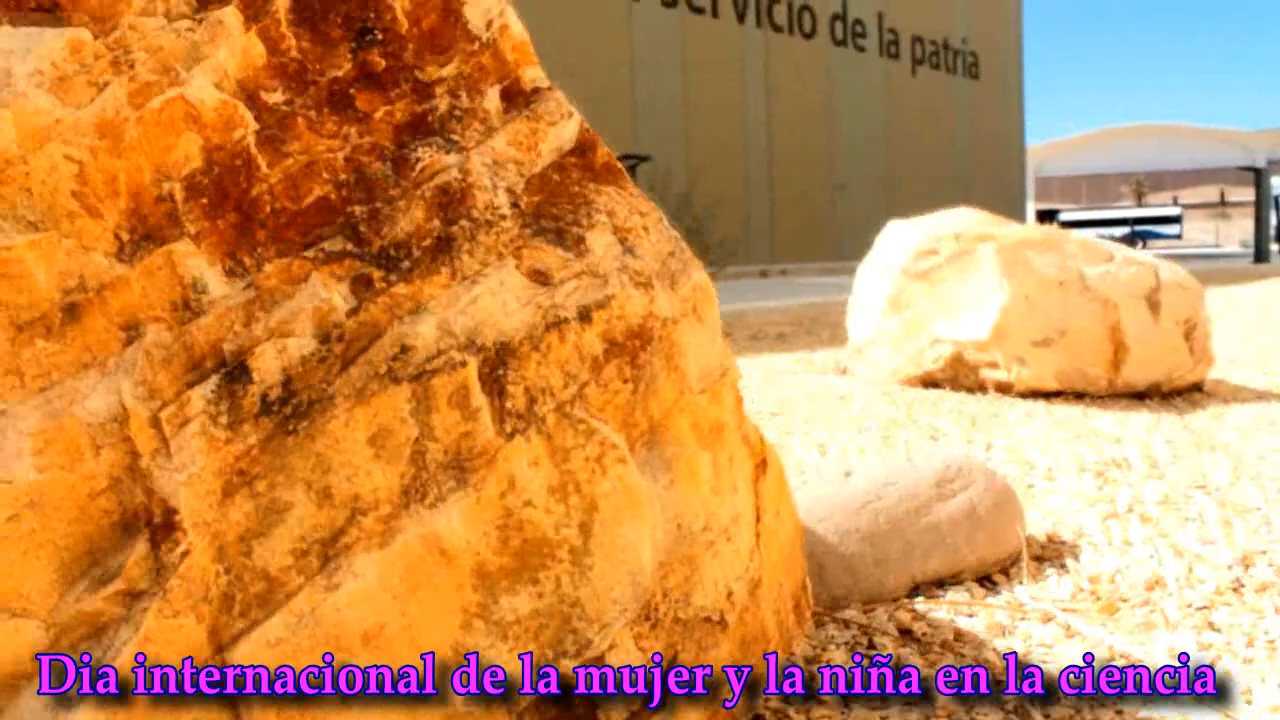 servicio de la patria
Dia internacional de la mujer y la niña en la ciencia